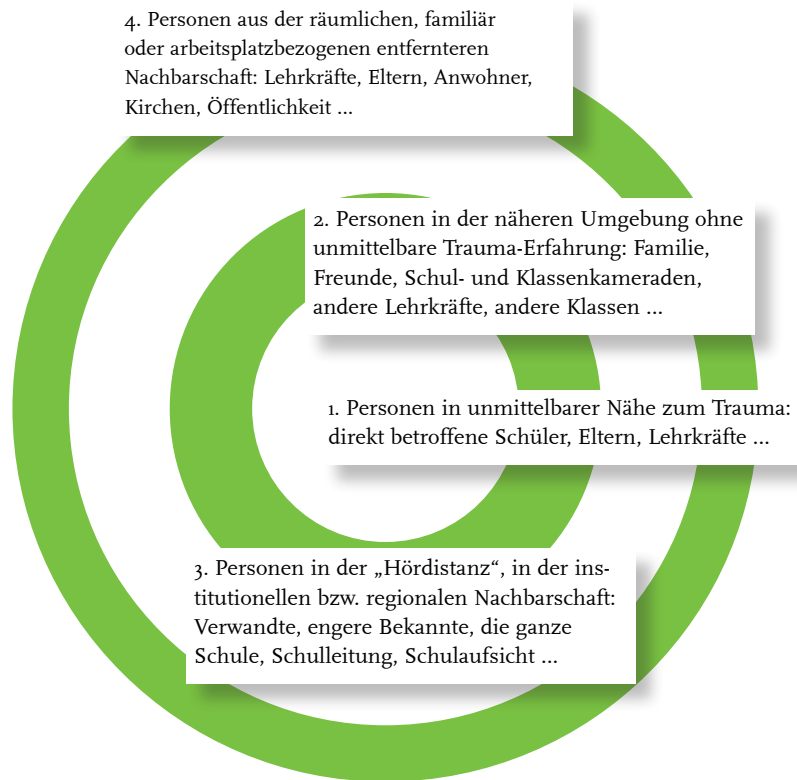 4. Personen aus der räumlichen, familiär
oder arbeitsplatzbezogenen entfernteren
Nachbarschaft: Lehrkräfte, Eltern, Anwohner,
Kirchen, Öffentlichkeit ...
2. Personen in der näheren Umgebung ohne
unmittelbare Trauma-Erfahrung: Familie,
Freunde, Schul- und Klassenkameraden,
andere Lehrkräfte, andere Klassen ...
1. Personen in unmittelbarer Nähe zum Trauma:
direkt betroffene Schüler, Eltern, Lehrkräfte ...
3. Personen in der „Hördistanz“, in der ins-
titutionellen bzw. regionalen Nachbarschaft:
Verwandte, engere Bekannte, die ganze
Schule, Schulleitung, Schulaufsicht ...